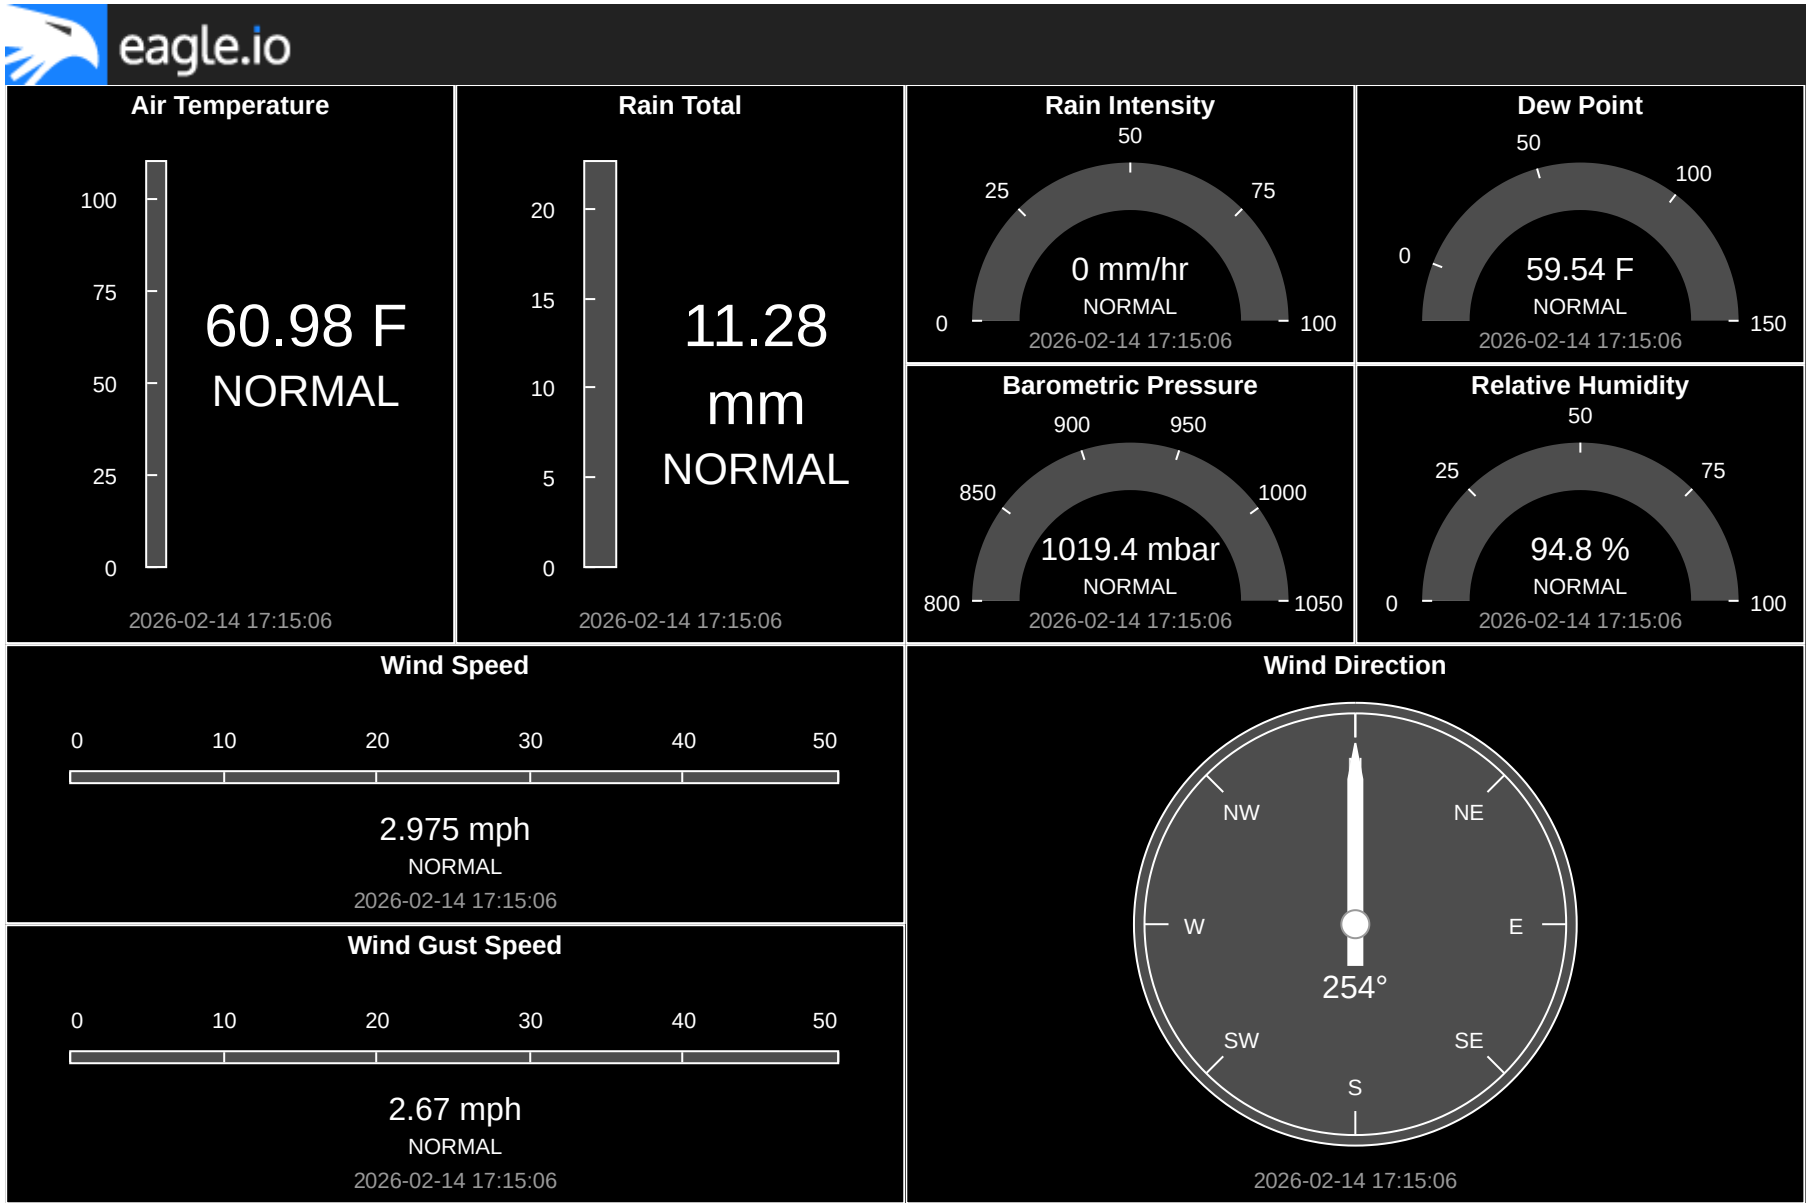 eagle.io
Air Temperature
100
75
50
25
0
60.98 F
NORMAL
2026-02-14 17:15:06
Rain Total
20
15
10
5
0
11.28
mm
NORMAL
2026-02-14 17:15:06
Rain Intensity
0
25
50
75
100
0 mm/hr
NORMAL
2026-02-14 17:15:06
Dew Point
0
50
100
150
59.54 F
NORMAL
2026-02-14 17:15:06
Barometric Pressure
800
850
900
950
1000
1050
1019.4 mbar
NORMAL
2026-02-14 17:15:06
Relative Humidity
0
25
50
75
100
94.8 %
NORMAL
2026-02-14 17:15:06
Wind Speed
0 10 20 30 40 50
2.975 mph
NORMAL
2026-02-14 17:15:06
Wind Gust Speed
0 10 20 30 40 50
2.67 mph
NORMAL
2026-02-14 17:15:06
Wind Direction
NW NE
W E
254°
SW SE
S
2026-02-14 17:15:06